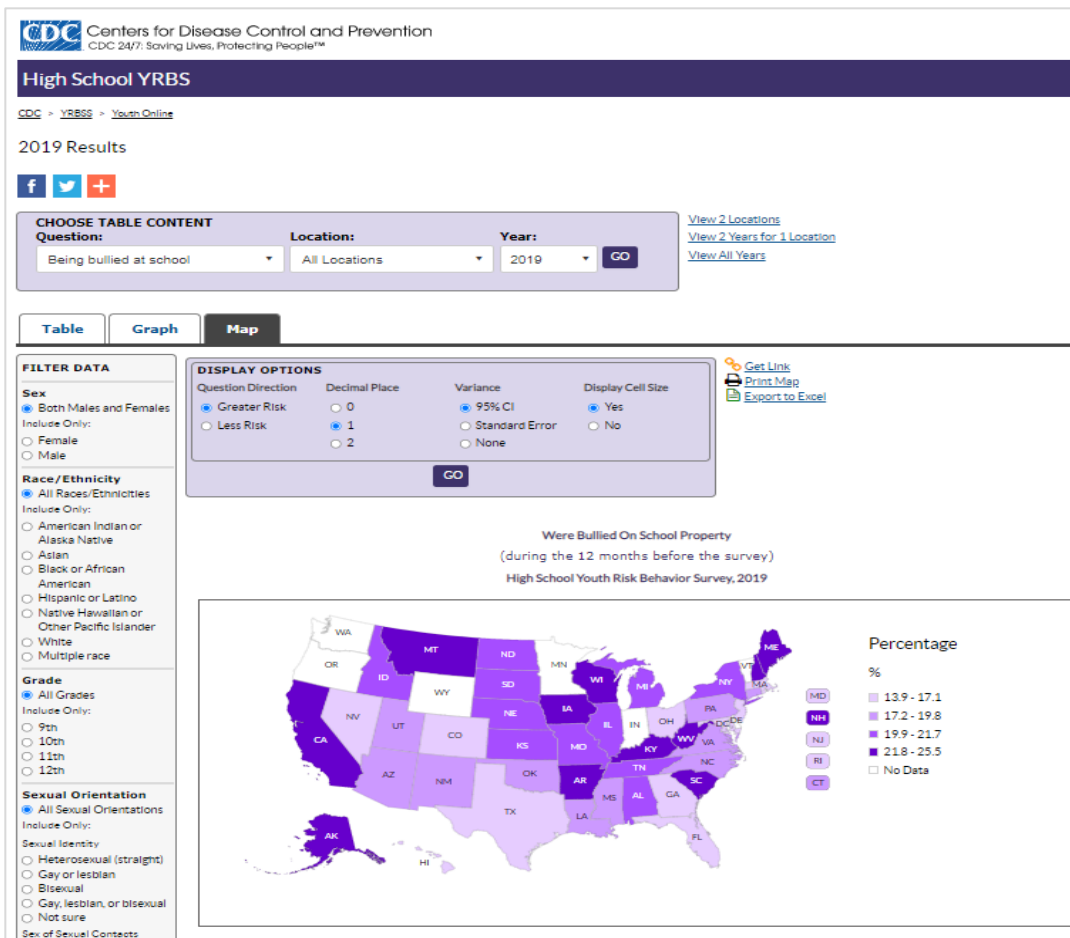 CDC Centers for Disease Control and Prevention
CDC 24/7: Saving Lives, Protecting People™
High School YRBS
CDC > YRBSS > Youth Online
2019 Results
CHOOSE TABLE CONTENT
Question: Location: Year:
Being bullied at school All Locations 2019 GO
View 2 Locations
View 2 Years for 1 Location
View All Years
Table Graph Map
FILTER DATA
Sex
Both Males and Females
Include Only:
Female
Male
Race/Ethnicity
All Races/Ethnicities
Include Only:
American Indian or
Alaska Native
Asian
Black or African
American
Hispanic or Latino
Native Hawaiian or
Other Pacific Islander
White
Multiple race
Grade
All Grades
Include Only:
9th
10th
11th
12th
Sexual Orientation
All Sexual Orientations
Include Only:
Sexual Identity
Heterosexual (straight)
Gay or lesbian
Bisexual
Gay, lesbian, or bisexual
Not sure
Sex of Sexual Contacts
DISPLAY OPTIONS
Question Direction Decimal Place Variance Display Cell Size
Greater Risk 0 95% CI Yes
Less Risk 1 Standard Error No
2 None
GO
Get Link
Print Map
Export to Excel
Were Bullied On School Property
(during the 12 months before the survey)
High School Youth Risk Behavior Survey, 2019
WA MT ND MN ME
OR ID SD WI MI NY VT MA
WY NE IA PA
NV UT CO IL IN OH DC DE
CA KS MO KY WV VA
AZ NM OK TN NC
AR SC
TX MS AL GA
LA FL
AK HI
MD
NH
NJ
RI
CT
Percentage
%
13.9 - 17.1
17.2 - 19.8
19.9 - 21.7
21.8 - 25.5
No Data